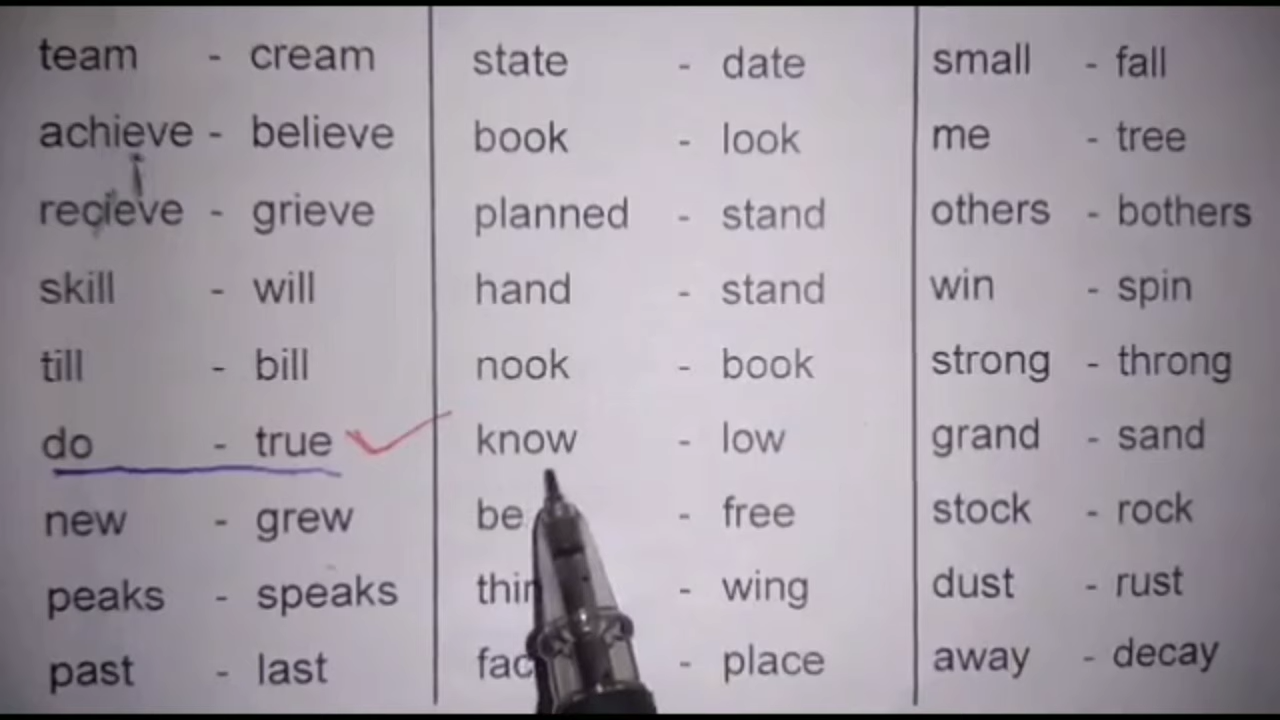 team - cream
achieve - believe
recieve - grieve
skill - will
till - bill
do - true
new - grew
peaks - speaks
past - last
state - date
book - look
planned - stand
hand - stand
nook - book
know - low
be - free
- wing
- place
small - fall
me - tree
others - bothers
win - spin
strong - throng
grand - sand
stock - rock
dust - rust
away - decay